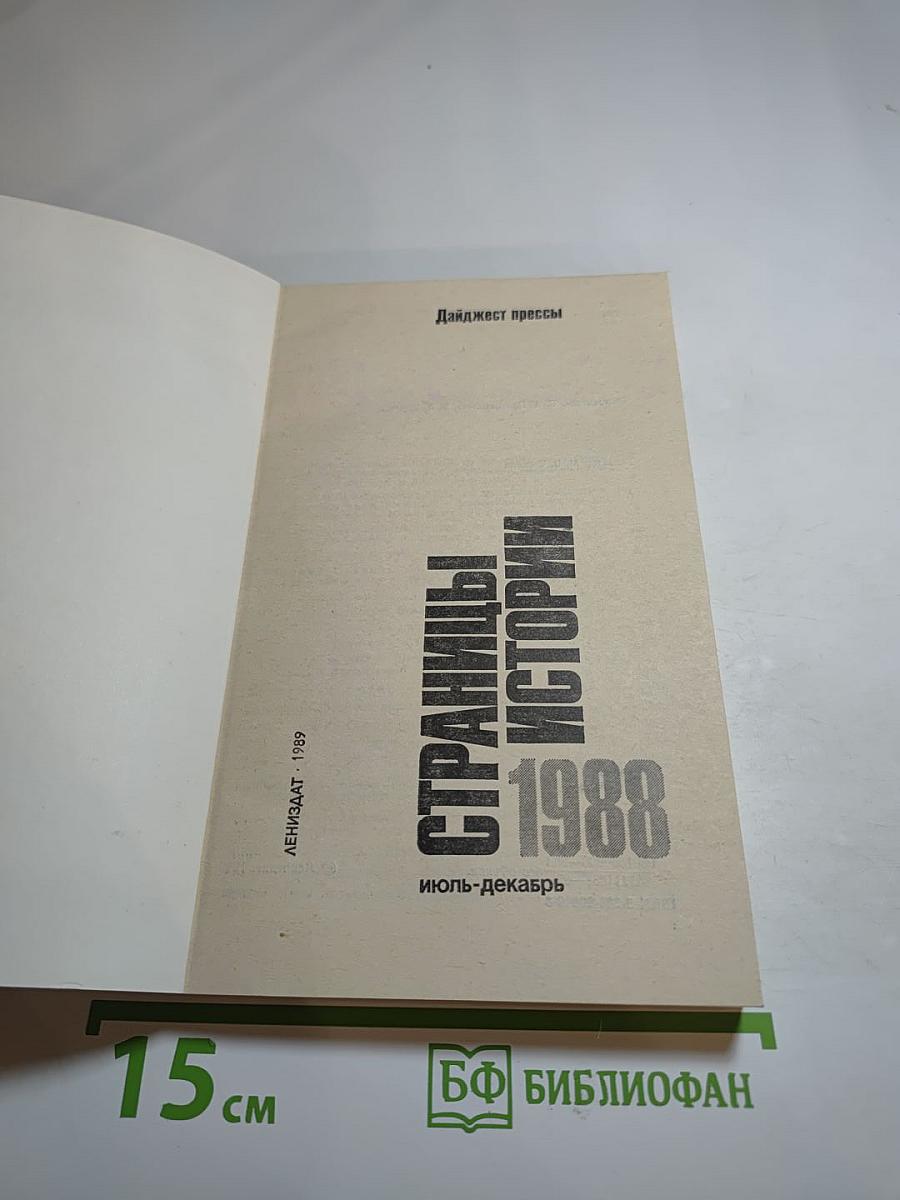 Дайджест прессы
СТРАНИЦЫ
ИСТОРИИ
1988
июль-декабрь
ЛЕНИЗДАТ · 1989
15 см
БФ БИБЛИОФАН